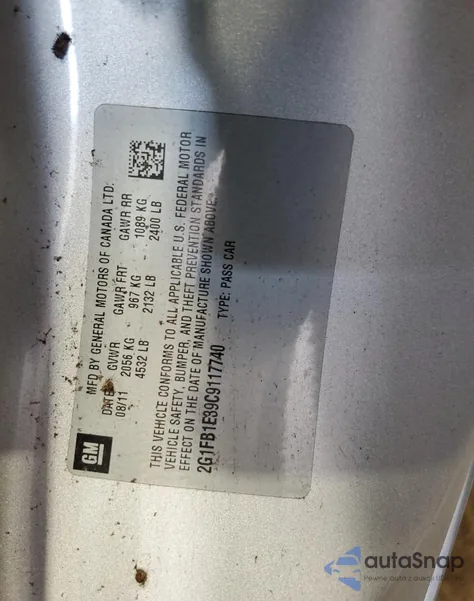 GM
MFD BY GENERAL MOTORS OF CANADA LTD.
DATE GVWR GAWR FRT GAWR RR
08/11 2056 KG - 967 KG - 1089 KG
4532 LB 2132 LB 2400 LB
THIS VEHICLE CONFORMS TO ALL APPLICABLE U.S. FEDERAL MOTOR
VEHICLE SAFETY, BUMPER, AND THEFT PREVENTION STANDARDS IN
EFFECT ON THE DATE OF MANUFACTURE SHOWN ABOVE.
2G1FB1E39C9117740 TYPE: PASS CAR
autaSnap